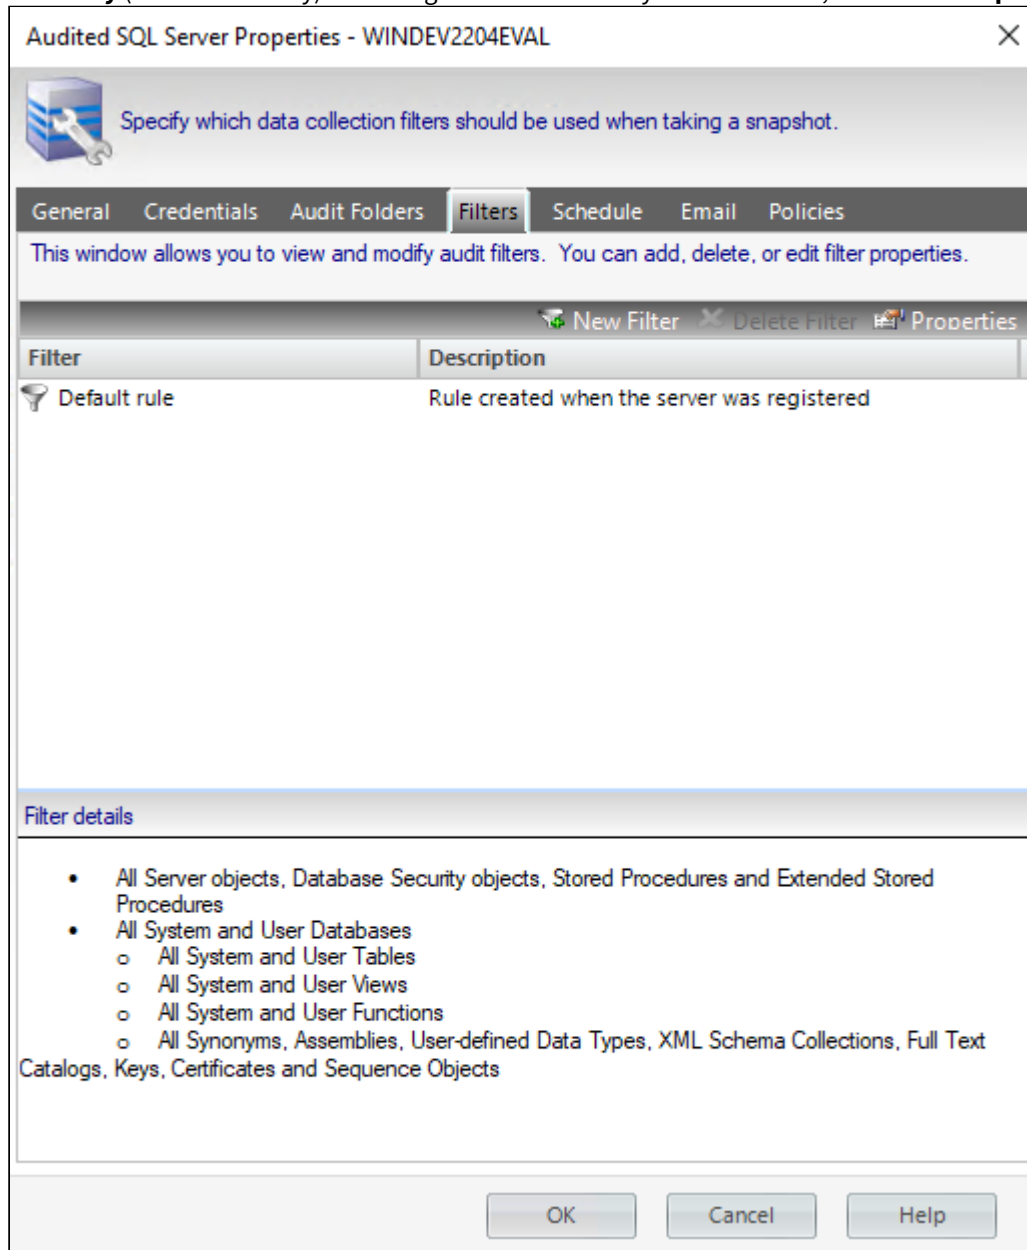 Audited SQL Server Properties - WINDEV2204EVAL
Specify which data collection filters should be used when taking a snapshot.
General Credentials Audit Folders Filters Schedule Email Policies
This window allows you to view and modify audit filters. You can add, delete, or edit filter properties.
New Filter Delete Filter Properties
Filter Description
Default rule Rule created when the server was registered
Filter details
• All Server objects, Database Security objects, Stored Procedures and Extended Stored
Procedures
• All System and User Databases
o All System and User Tables
o All System and User Views
o All System and User Functions
o All Synonyms, Assemblies, User-defined Data Types, XML Schema Collections, Full Text
Catalogs, Keys, Certificates and Sequence Objects
OK Cancel Help